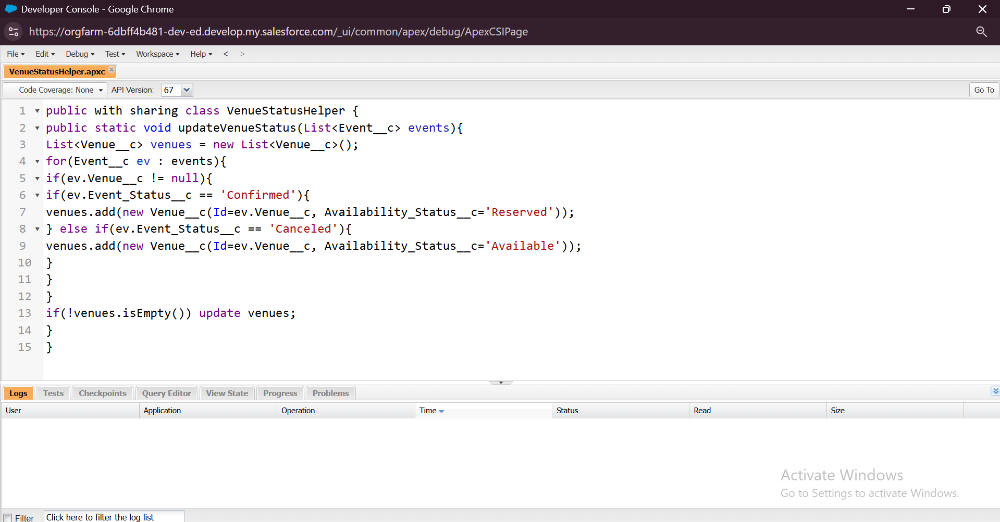 Developer Console - Google Chrome
https://orgfarm-6dbff4b481-dev-ed.develop.my.salesforce.com/_ui/common/apex/debug/ApexCSIPage
File Edit Debug Test Workspace Help < >
VenueStatusHelper.apxc
Code Coverage: None API Version: 67 Go To
1 public with sharing class VenueStatusHelper {
2 public static void updateVenueStatus(List<Event__c> events){
3 List<Venue__c> venues = new List<Venue__c>();
4 for(Event__c ev : events){
5 if(ev.Venue__c != null){
6 if(ev.Event_Status__c == 'Confirmed'){
7 venues.add(new Venue__c(Id=ev.Venue__c, Availability_Status__c='Reserved'));
8 } else if(ev.Event_Status__c == 'Canceled'){
9 venues.add(new Venue__c(Id=ev.Venue__c, Availability_Status__c='Available'));
10 }
11 }
12 }
13 if(!venues.isEmpty()) update venues;
14 }
15 }
Logs Tests Checkpoints Query Editor View State Progress Problems
User Application Operation Time Status Read Size
Activate Windows
Go to Settings to activate Windows.
Filter Click here to filter the log list